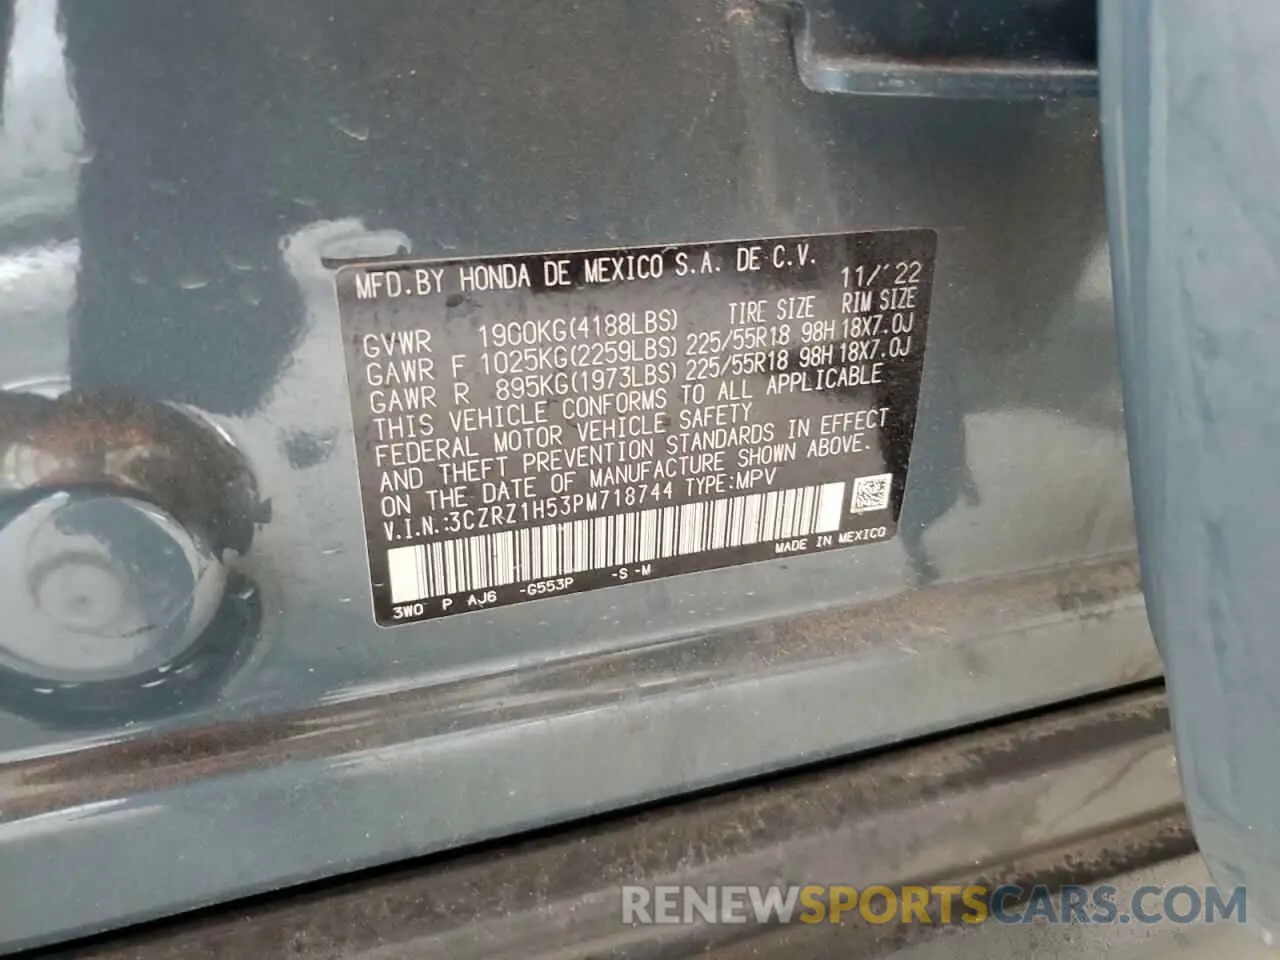 MFD.BY HONDA DE MEXICO S.A. DE C.V.
11/'22
GVWR 1900KG(4188LBS) TIRE SIZE RIM SIZE
GAWR F 1025KG(2259LBS) 225/55R18 98H 18X7.0J
GAWR R 895KG(1973LBS) 225/55R18 98H 18X7.0J
THIS VEHICLE CONFORMS TO ALL APPLICABLE
FEDERAL MOTOR VEHICLE SAFETY
AND THEFT PREVENTION STANDARDS IN EFFECT
ON THE DATE OF MANUFACTURE SHOWN ABOVE.
V.I.N.:3CZRZ1H53PM718744 TYPE:MPV
MADE IN MEXICO
3WO P AJ6 -G553P -S -M
RENEWSPORTSCARS.COM